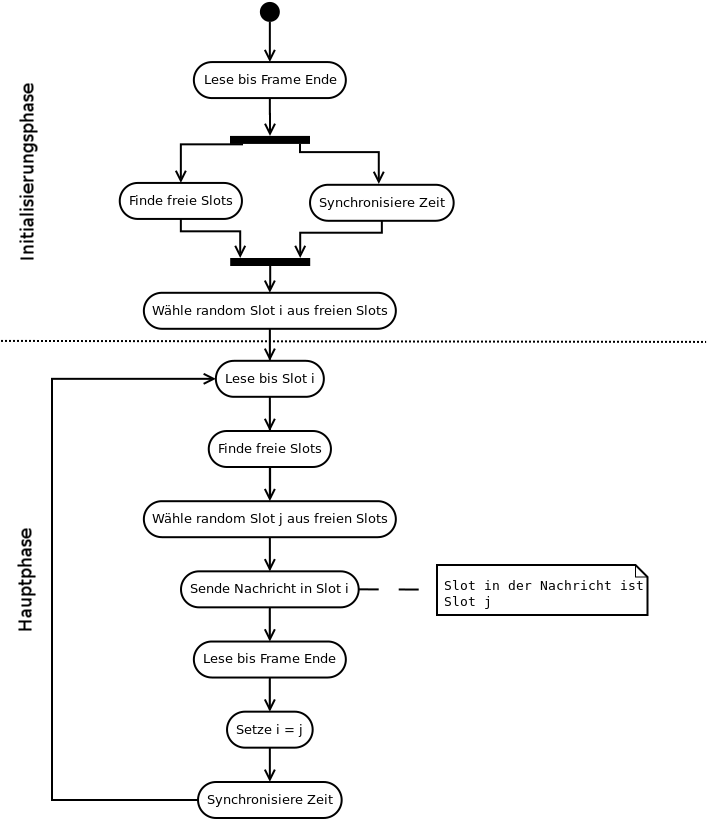 Initialisierungsphase
Lese bis Frame Ende
Finde freie Slots
Synchronisiere Zeit
Wähle random Slot i aus freien Slots
Hauptphase
Lese bis Slot i
Finde freie Slots
Wähle random Slot j aus freien Slots
Sende Nachricht in Slot i
Slot in der Nachricht ist
Slot j
Lese bis Frame Ende
Setze i = j
Synchronisiere Zeit